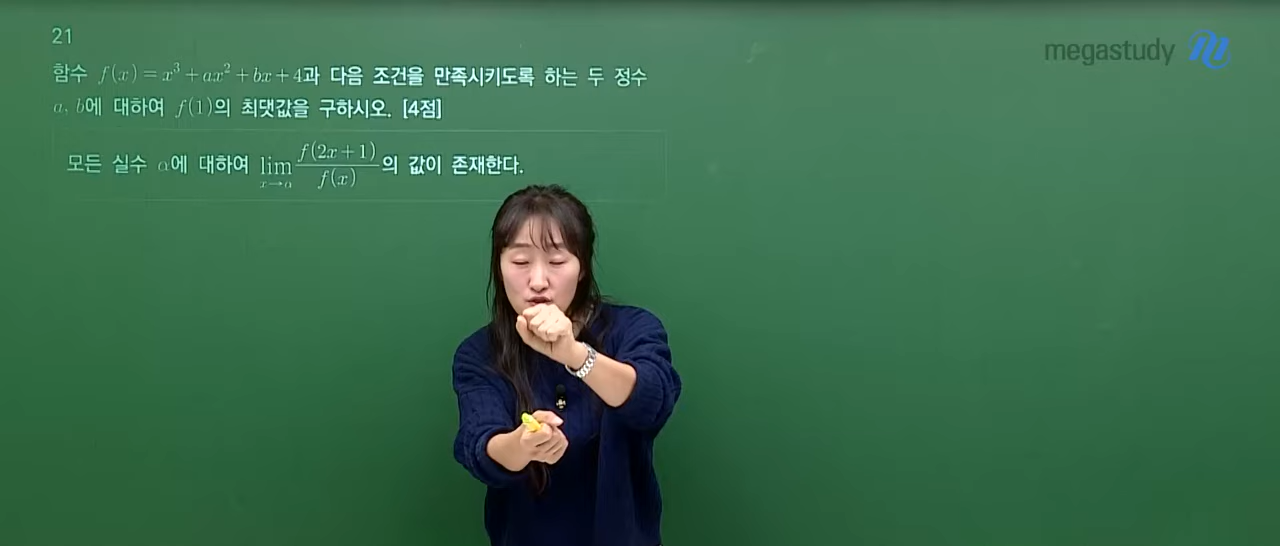 21
megastudy
함수 f(x)=x³+ax²+bx+4과 다음 조건을 만족시키도록 하는 두 정수
a, b에 대하여 f(1)의 최댓값을 구하시오. [4점]
모든 실수 α에 대하여 lim_{x→α} f(2x+1)/f(x)의 값이 존재한다.